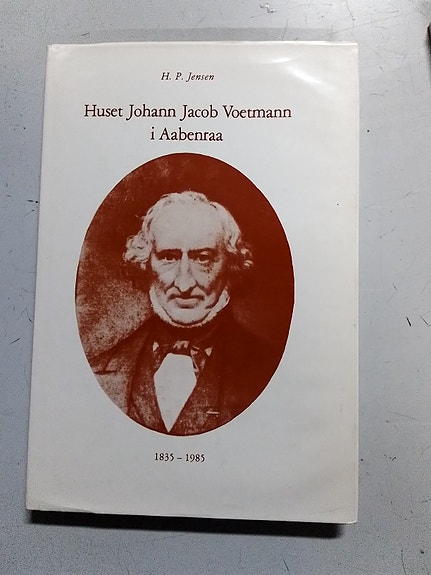 H. P. Jensen
Huset Johann Jacob Voetmann
i Aabenraa
1835 – 1985